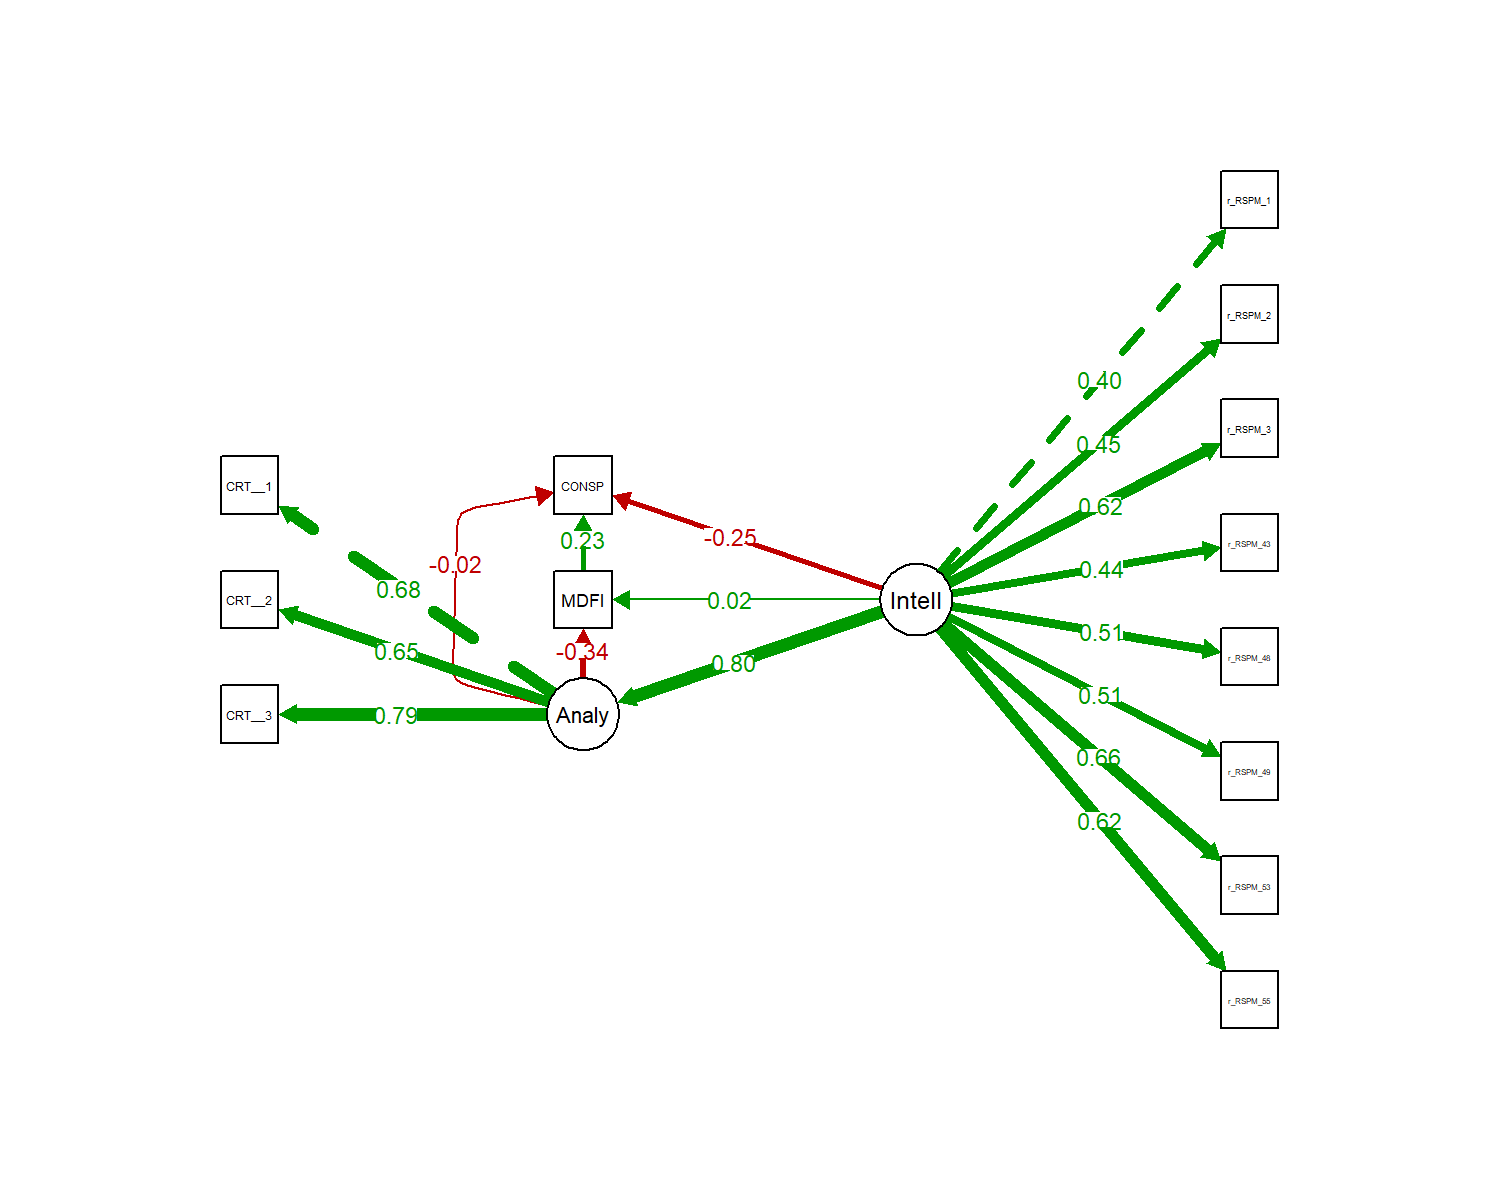 r_RSPM_1
r_RSPM_2
0.40
r_RSPM_3
0.45
CRT__1
CONSP
0.62
-0.25
0.23
r_RSPM_43
-0.02
0.44
0.68
CRT__2
MDFI
0.02
Intell
0.51
-0.34
0.65
0.80
r_RSPM_48
0.51
CRT__3
0.79
Analy
0.66
r_RSPM_49
0.62
r_RSPM_53
r_RSPM_55